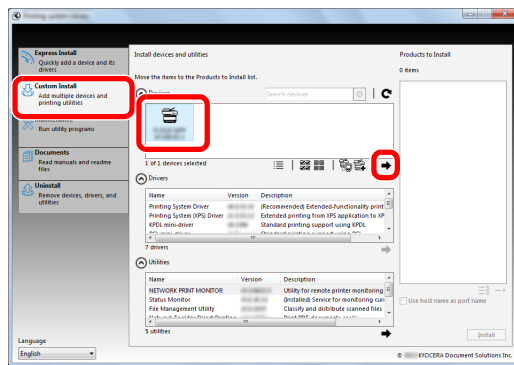 Printing system Library
Express Install
Quickly add a device and its
drivers
Custom Install
Add multiple devices and
printing utilities
Maintenance
Run utility programs
Documents
Read manuals and readme
files
Uninstall
Remove devices, drivers, and
utilities
Language
English
Install devices and utilities
Move the items to the Products to Install list.
Devices
Search devices
1 of 1 devices selected
Drivers
Name Version Description
Printing System Driver (Recommended) Extended-functionality print
Printing System (XPS) Driver Extended printing from XPS application to XP
KPDL mini-driver Standard printing support using KPDL
7 drivers
Utilities
Name Version Description
NETWORK PRINT MONITOR Utility for remote printer monitoring
Status Monitor (Installed) Service for monitoring curr
File Management Utility Classify and distribute scanned files
5 utilities
Products to Install
0 items
Use host name as port name
Install
© KYOCERA Document Solutions Inc.